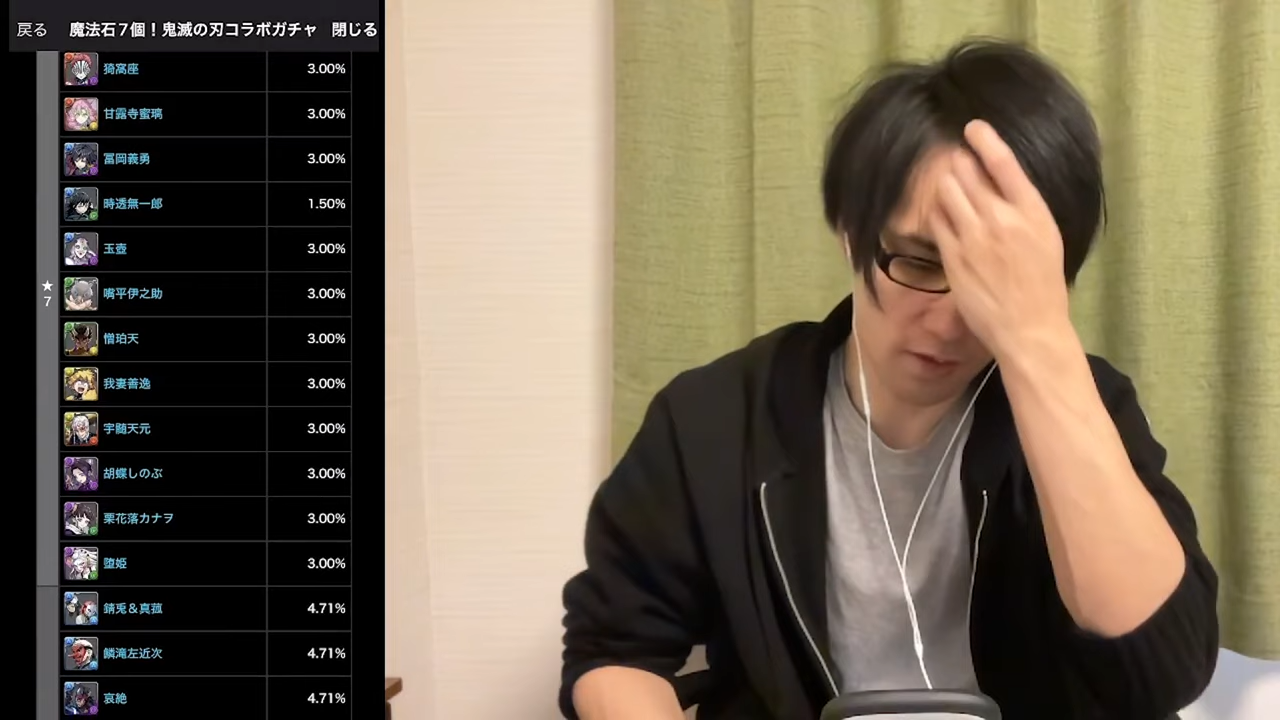 戻る 魔法石7個!鬼滅の刃コラボガチャ 閉じる
猗窩座 3.00%
甘露寺蜜璃 3.00%
冨岡義勇 3.00%
時透無一郎 1.50%
玉壺 3.00%
★7 嘴平伊之助 3.00%
憎珀天 3.00%
我妻善逸 3.00%
宇髄天元 3.00%
胡蝶しのぶ 3.00%
栗花落カナヲ 3.00%
堕姫 3.00%
錆兎&真菰 4.71%
鱗滝左近次 4.71%
哀絶 4.71%